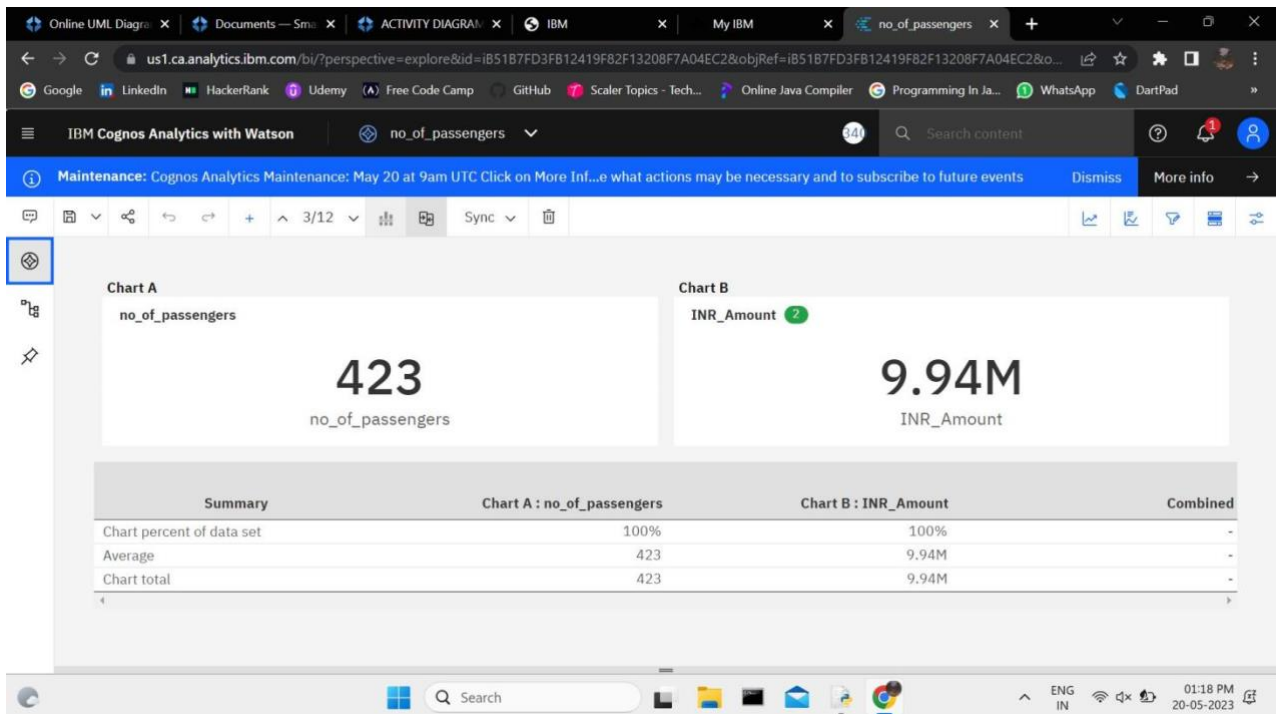 Online UML Diagra Documents — Sma ACTIVITY DIAGRAM IBM My IBM no_of_passengers
us1.ca.analytics.ibm.com/bi/?perspective=explore&id=iB51B7FD3FB12419F82F13208F7A04EC2&objRef=iB51B7FD3FB12419F82F13208F7A04EC2&o...
Google LinkedIn HackerRank Udemy Free Code Camp GitHub Scaler Topics - Tech... Online Java Compiler Programming In Ja... WhatsApp DartPad »
IBM Cognos Analytics with Watson no_of_passengers 340 Search content 1
Maintenance: Cognos Analytics Maintenance: May 20 at 9am UTC Click on More Inf...e what actions may be necessary and to subscribe to future events Dismiss More info
3/12 Sync
Chart A Chart B
no_of_passengers INR_Amount 2
423 9.94M
no_of_passengers INR_Amount
Summary Chart A : no_of_passengers Chart B : INR_Amount Combined
Chart percent of data set 100% 100% -
Average 423 9.94M -
Chart total 423 9.94M -
Search ENG 01:18 PM
IN 20-05-2023